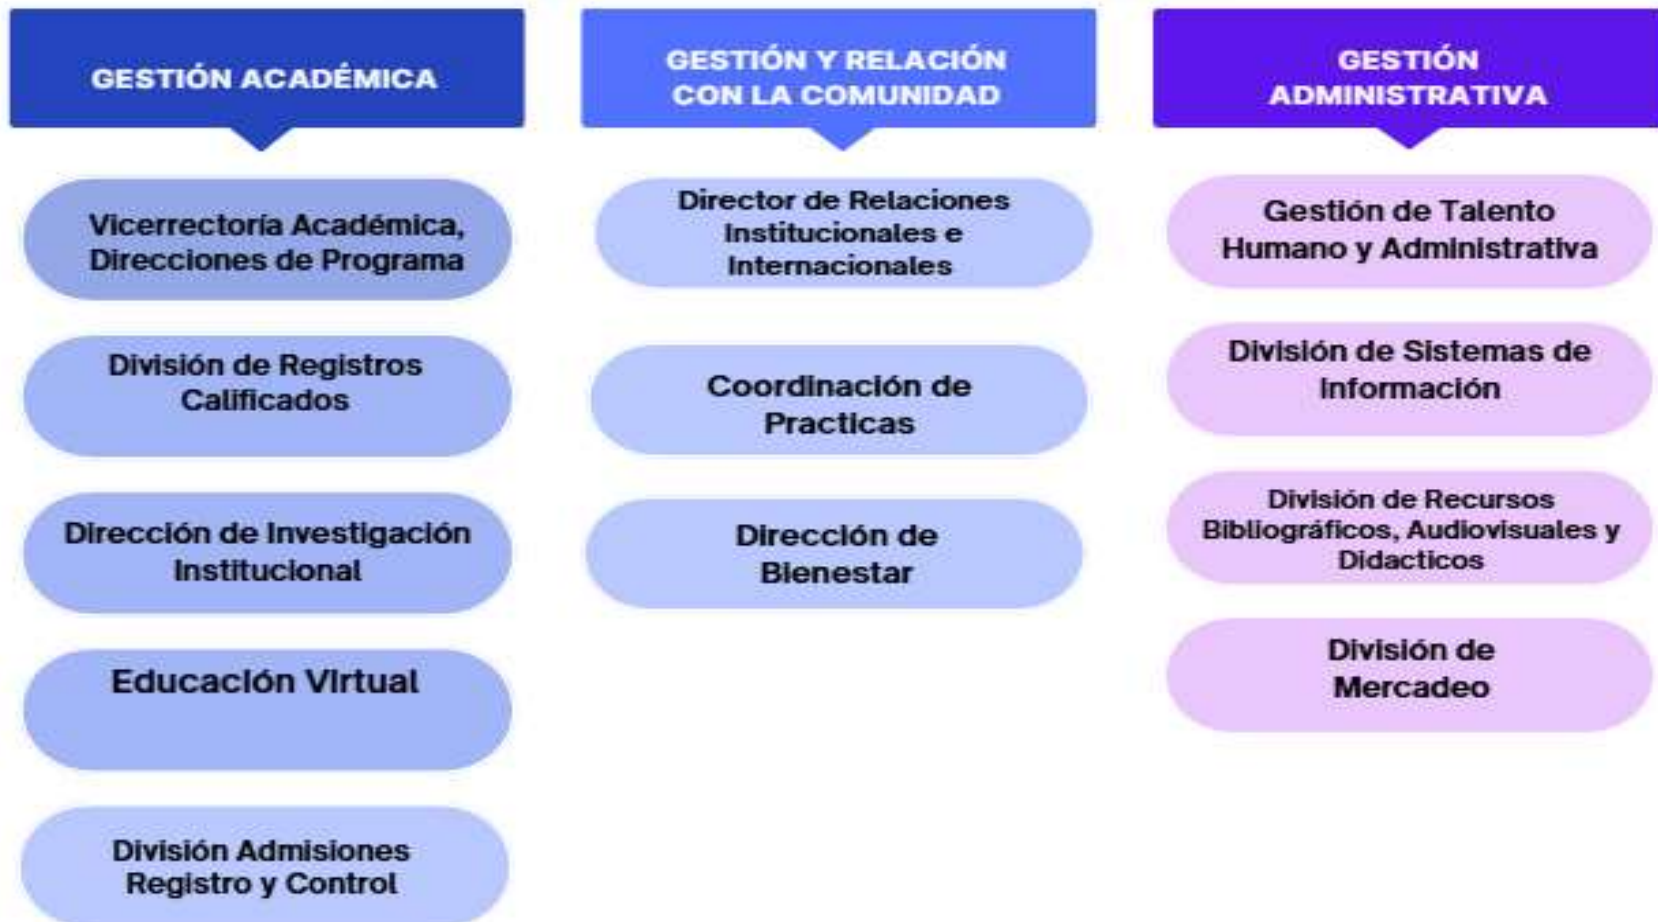 GESTIÓN ACADÉMICA
Vicerrectoría Académica,
Direcciones de Programa
División de Registros
Calificados
Dirección de Investigación
Institucional
Educación Virtual
División Admisiones
Registro y Control
GESTIÓN Y RELACIÓN
CON LA COMUNIDAD
Director de Relaciones
Institucionales e
Internacionales
Coordinación de
Practicas
Dirección de
Bienestar
GESTIÓN
ADMINISTRATIVA
Gestión de Talento
Humano y Administrativa
División de Sistemas de
Información
División de Recursos
Bibliográficos, Audiovisuales y
Didacticos
División de
Mercadeo